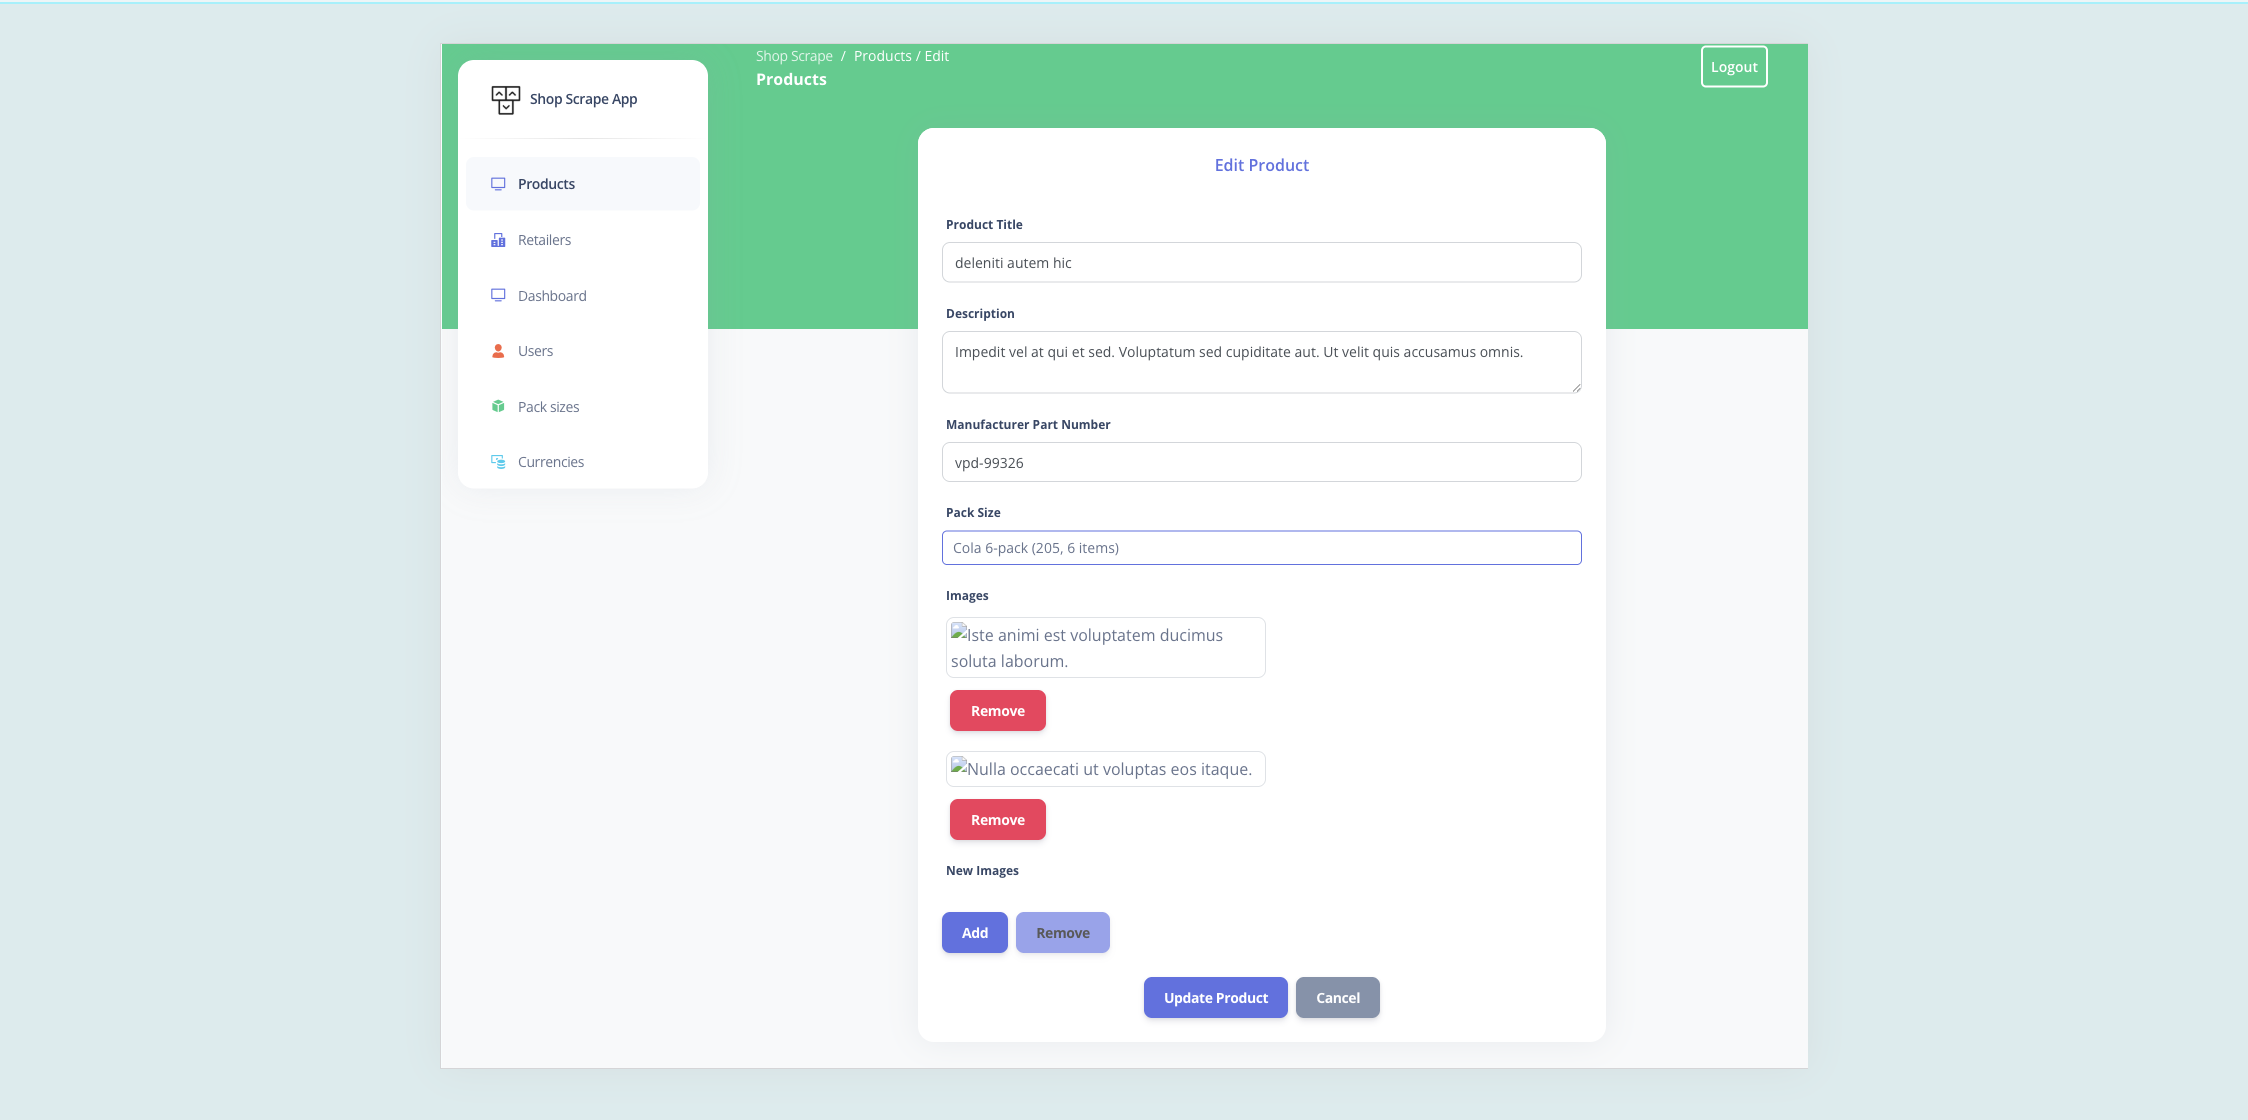 Shop Scrape App
Products
Retailers
Dashboard
Users
Pack sizes
Currencies
Shop Scrape / Products / Edit
Products
Logout
Edit Product
Product Title
deleniti autem hic
Description
Impedit vel at qui et sed. Voluptatum sed cupiditate aut. Ut velit quis accusamus omnis.
Manufacturer Part Number
vpd-99326
Pack Size
Cola 6-pack (205, 6 items)
Images
Iste animi est voluptatem ducimus
soluta laborum.
Remove
Nulla occaecati ut voluptas eos itaque.
Remove
New Images
Add Remove
Update Product Cancel